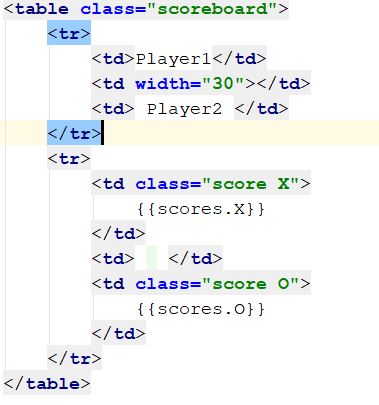 <table class="scoreboard">
<tr>
<td>Player1</td>
<td width="30"></td>
<td> Player2 </td>
</tr>
<tr>
<td class="score X">
{{scores.X}}
</td>
<td>   </td>
<td class="score O">
{{scores.O}}
</td>
</tr>
</table>